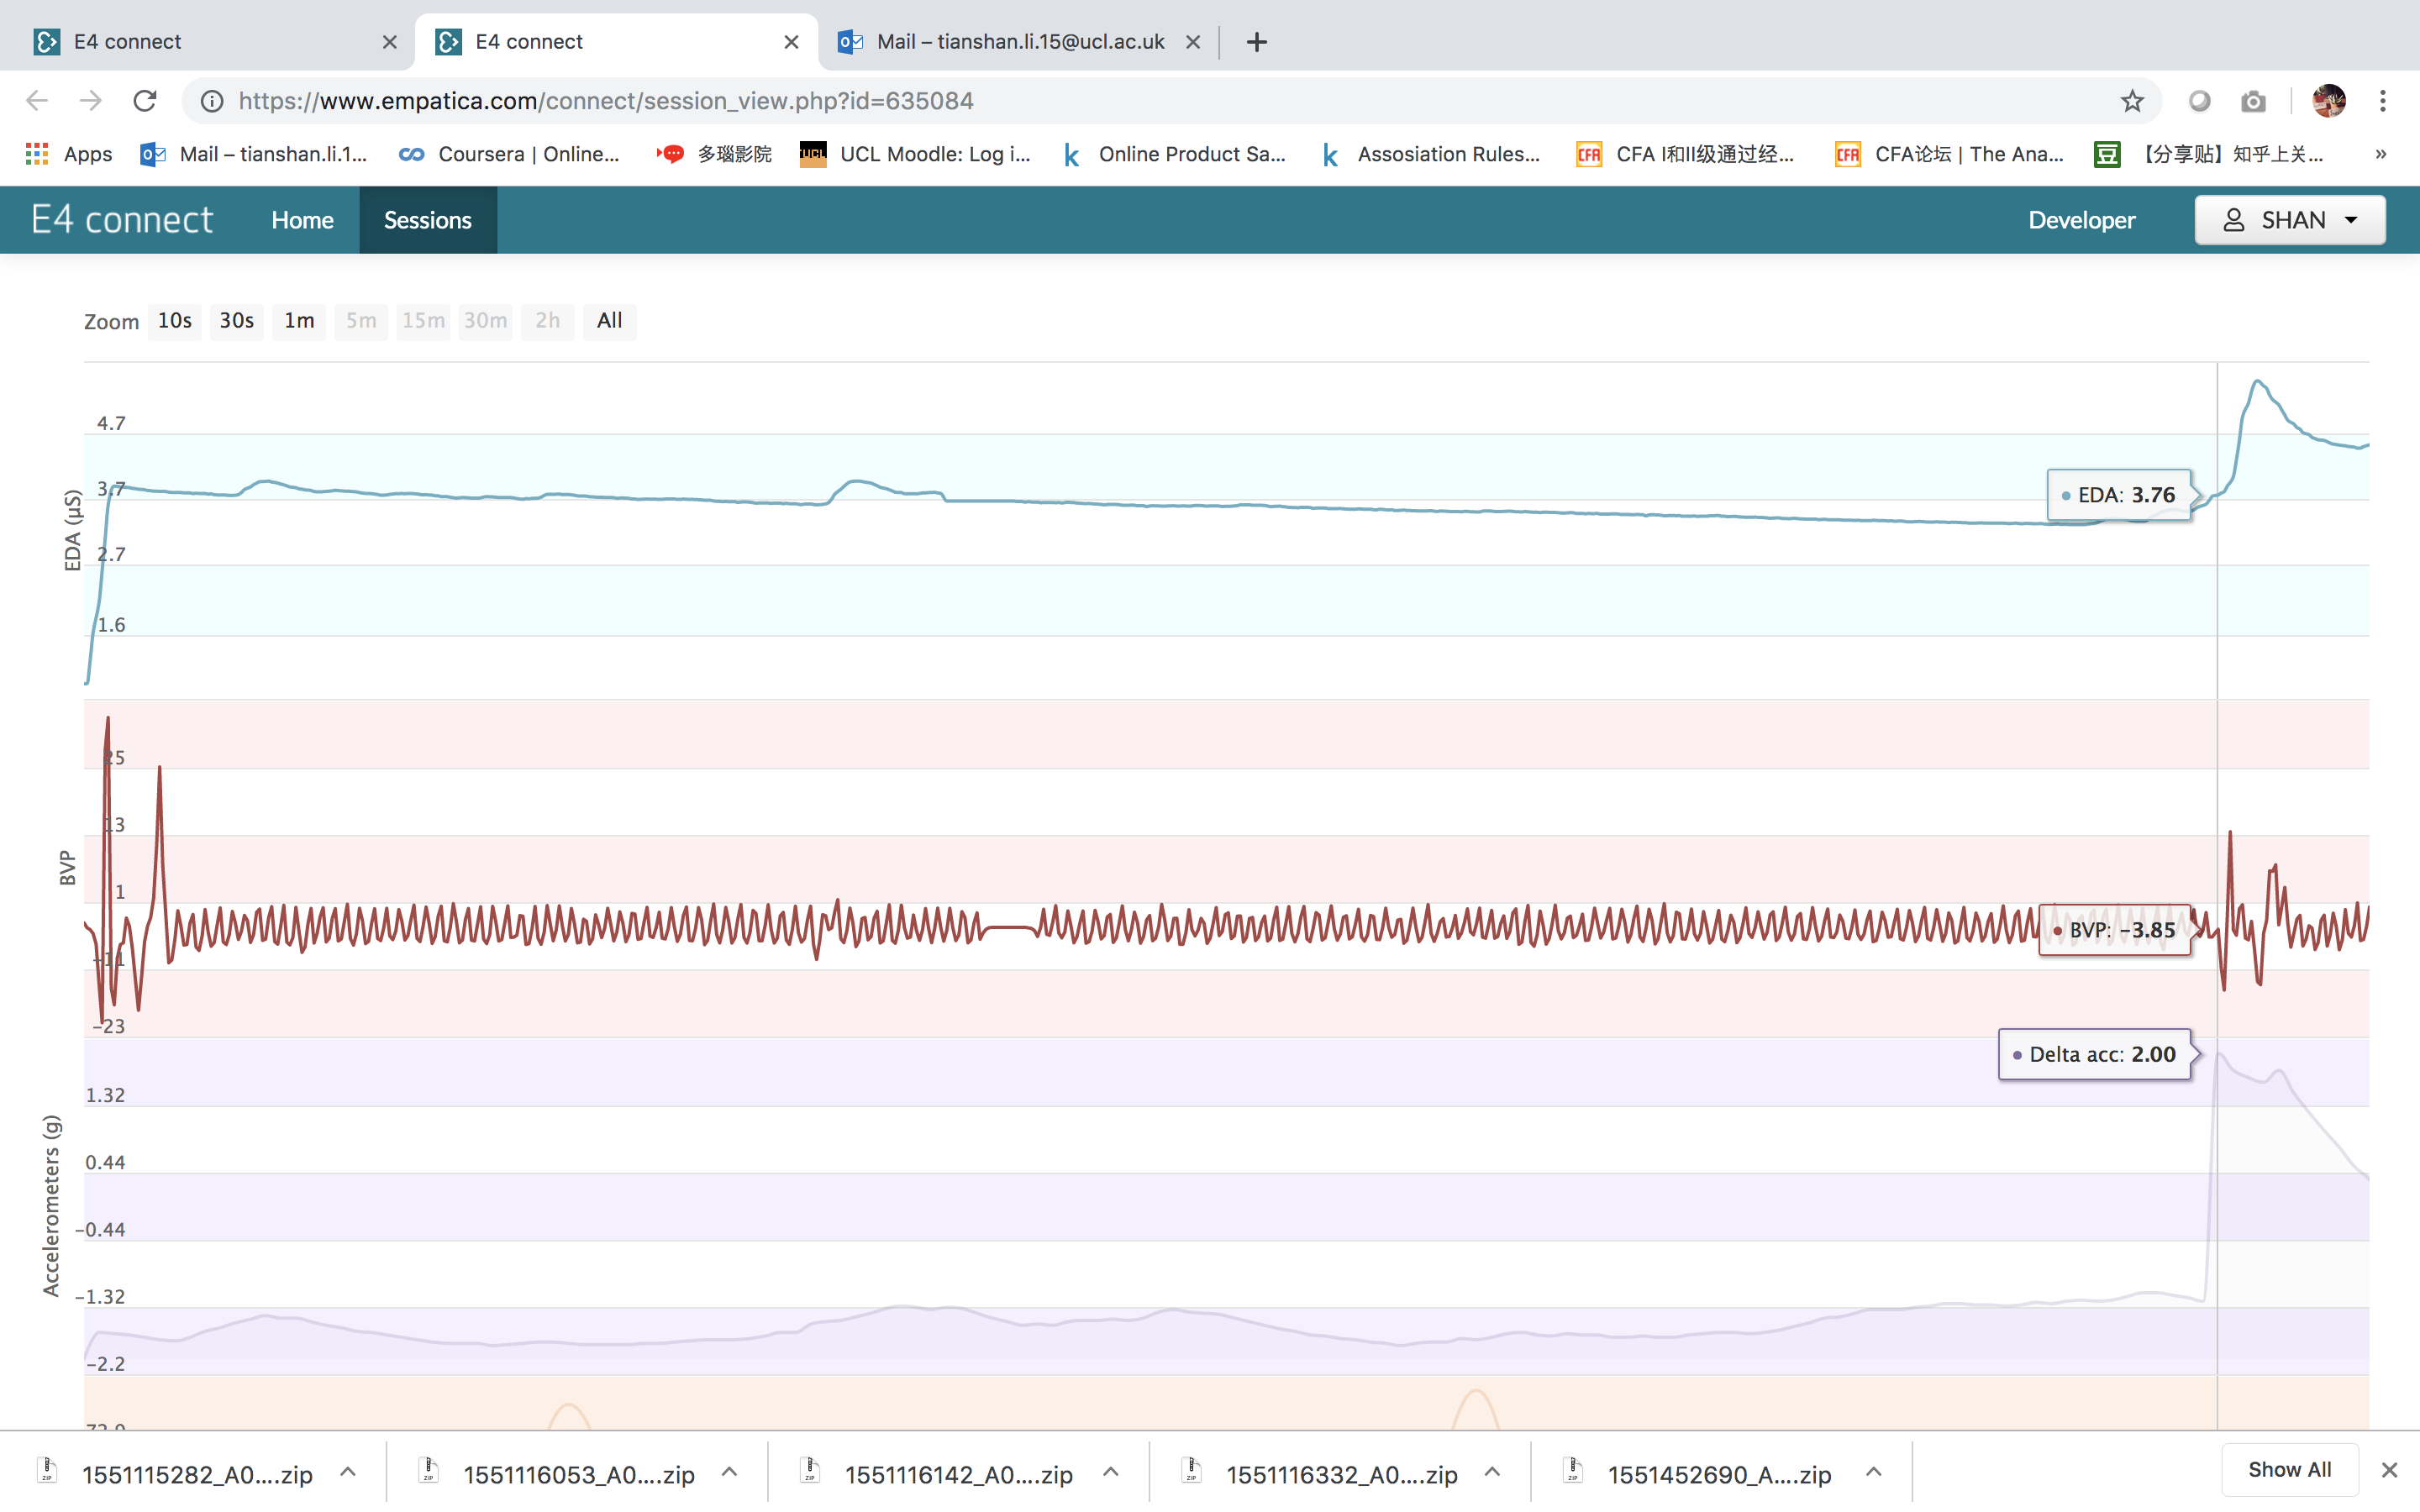 E4 connect
E4 connect
Mail – tianshan.li.15@ucl.ac.uk
https://www.empatica.com/connect/session_view.php?id=635084
Apps
Mail – tianshan.li.1...
Coursera | Online...
多瑙影院
UCL
UCL Moodle: Log i...
k
Online Product Sa...
k
Assosiation Rules...
CFA
CFA I和II级通过经...
CFA
CFA论坛 | The Ana...
豆
【分享贴】知乎上关...
»
E4 connect
Home
Sessions
Developer
SHAN
Zoom
10s
30s
1m
5m
15m
30m
2h
All
EDA (µS)
4.7
3.7
2.7
1.6
EDA: 3.76
BVP
25
13
1
−11
−23
BVP: −3.85
Accelerometers (g)
1.32
0.44
−0.44
−1.32
−2.2
Delta acc: 2.00
1551115282_A0....zip
1551116053_A0....zip
1551116142_A0....zip
1551116332_A0....zip
1551452690_A....zip
Show All